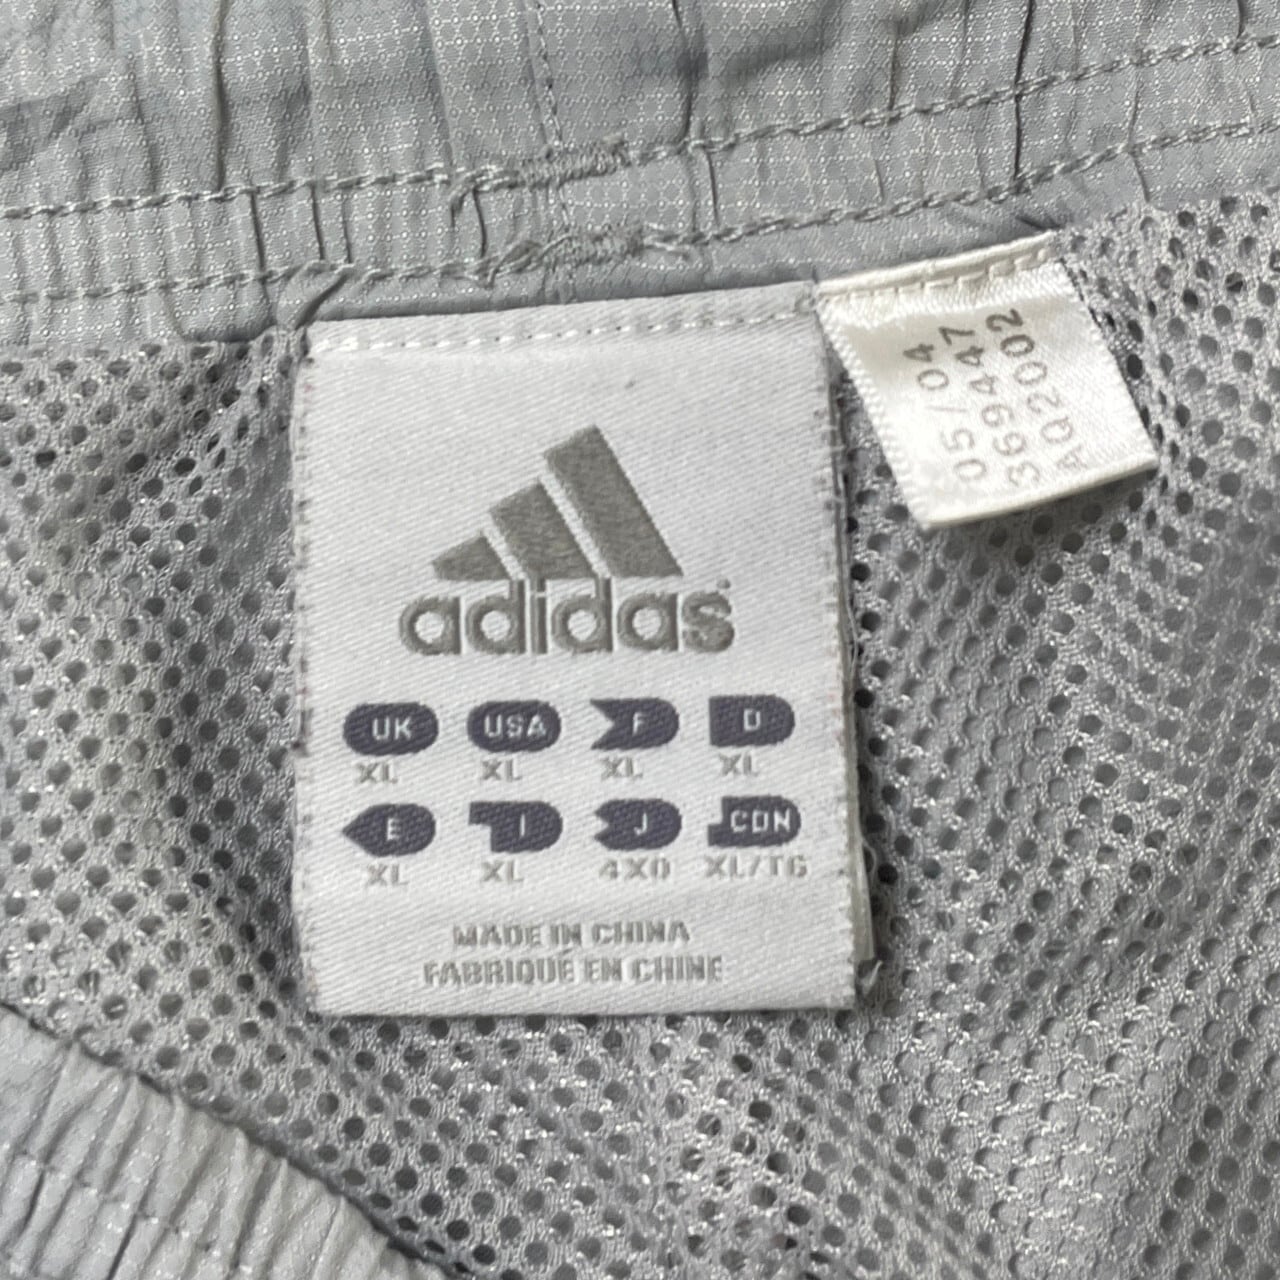 adidas
UK USA F D
XL XL XL XL
E I J CDN
XL XL 4XO XL/TG
MADE IN CHINA
FABRIQUE EN CHINE
05/04
369447
AQ2002